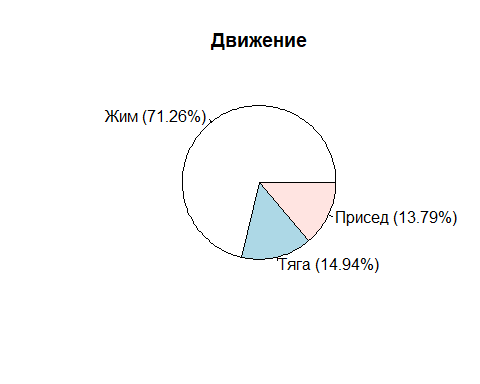 Движение
Жим (71.26%)
Присед (13.79%)
Тяга (14.94%)